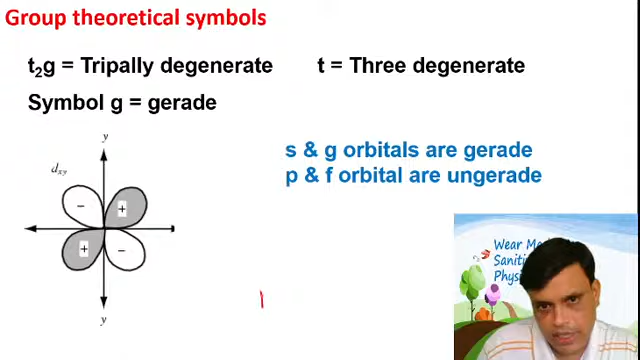 Group theoretical symbols
t₂g = Tripally degenerate t = Three degenerate
Symbol g = gerade
y
dxy
s & g orbitals are gerade
p & f orbital are ungerade
− +
+ −
Wear
Saniti
Physi
y